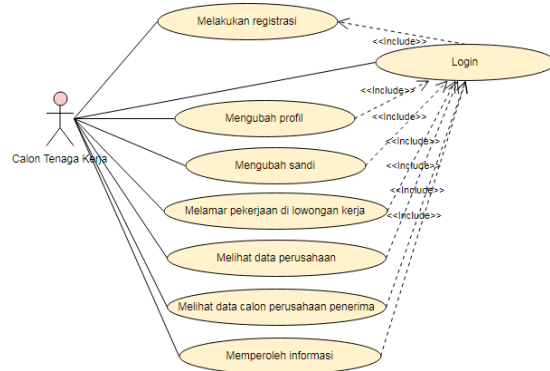 Melakukan registrasi
<<Include>>
Login
<<Include>>
Mengubah profil
<<Include>>
Calon Tenaga Kerja
Mengubah sandi
<<Include>>
<<Include>>
Melamar pekerjaan di lowongan kerja
<<Include>>
<<Include>>
Melihat data perusahaan
Melihat data calon perusahaan penerima
Memperoleh informasi